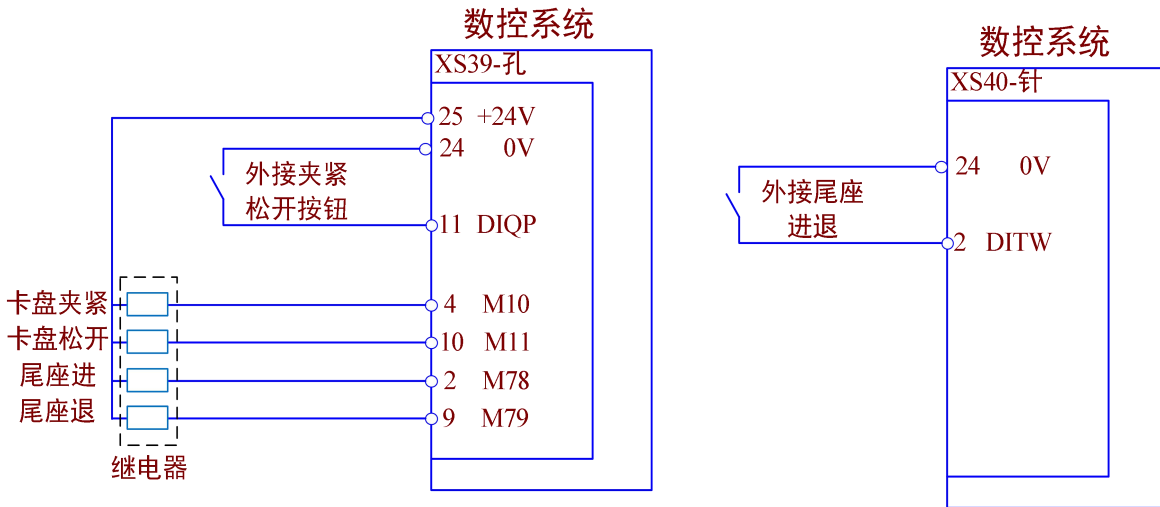 数控系统
XS39-孔
25 +24V
24 0V
外接夹紧
松开按钮
11 DIQP
卡盘夹紧
4 M10
卡盘松开
10 M11
尾座进
2 M78
尾座退
9 M79
继电器
数控系统
XS40-针
24 0V
外接尾座
进退
2 DITW